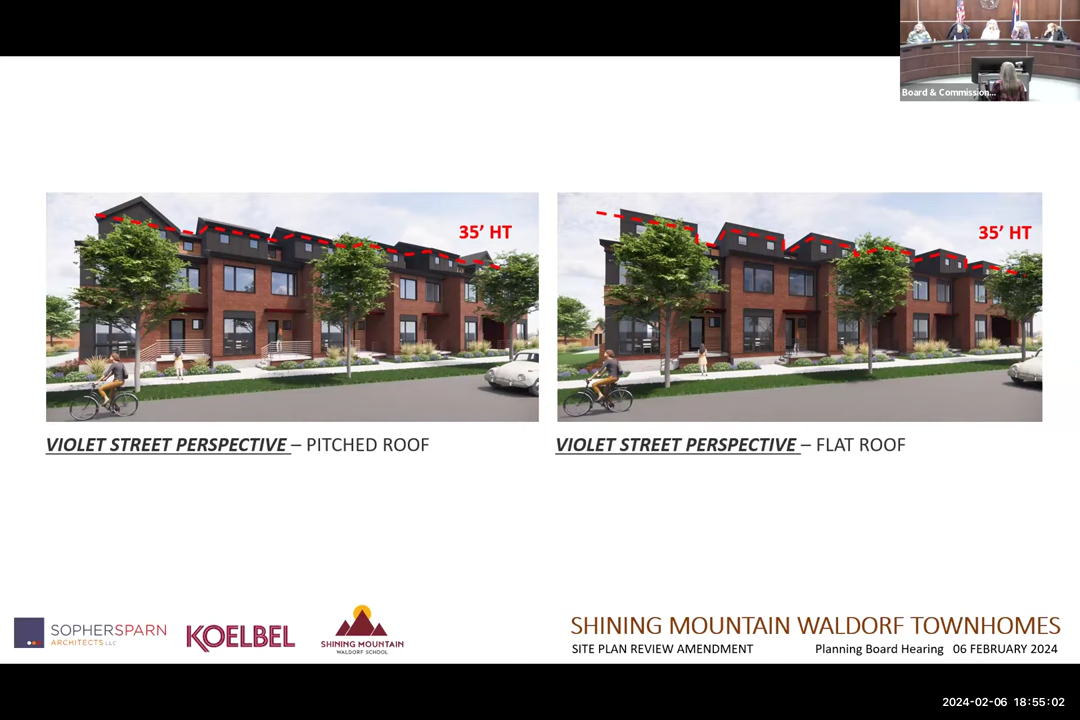 Board & Commission...
35’ HT
35’ HT
VIOLET STREET PERSPECTIVE – PITCHED ROOF
VIOLET STREET PERSPECTIVE – FLAT ROOF
SOPHERSPARN
ARCHITECTS LLC
KOELBEL
SHINING MOUNTAIN
WALDORF SCHOOL
SHINING MOUNTAIN WALDORF TOWNHOMES
SITE PLAN REVIEW AMENDMENT Planning Board Hearing 06 FEBRUARY 2024
2024-02-06 18:55:02